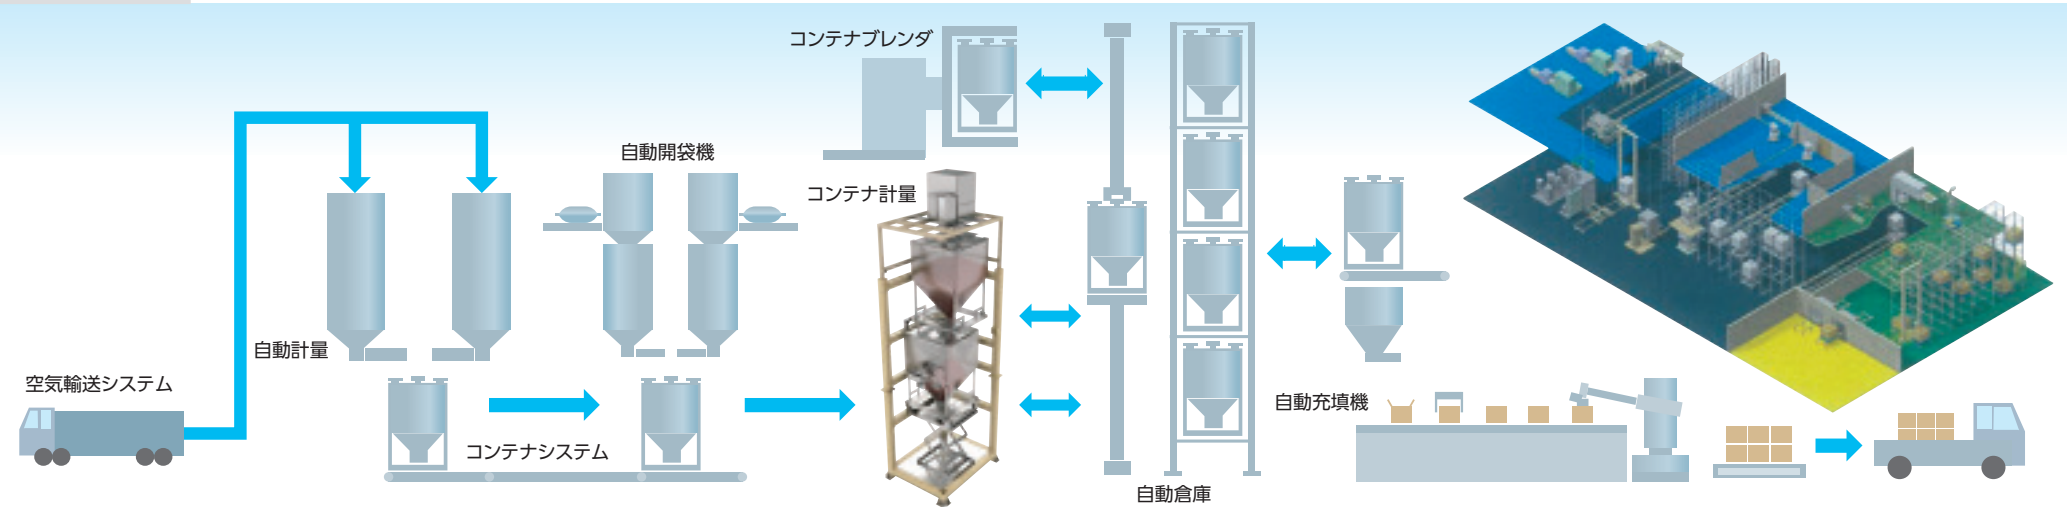 コンテナブレンダ
自動開袋機
コンテナ計量
自動計量
空気輸送システム
コンテナシステム
自動充填機
自動倉庫